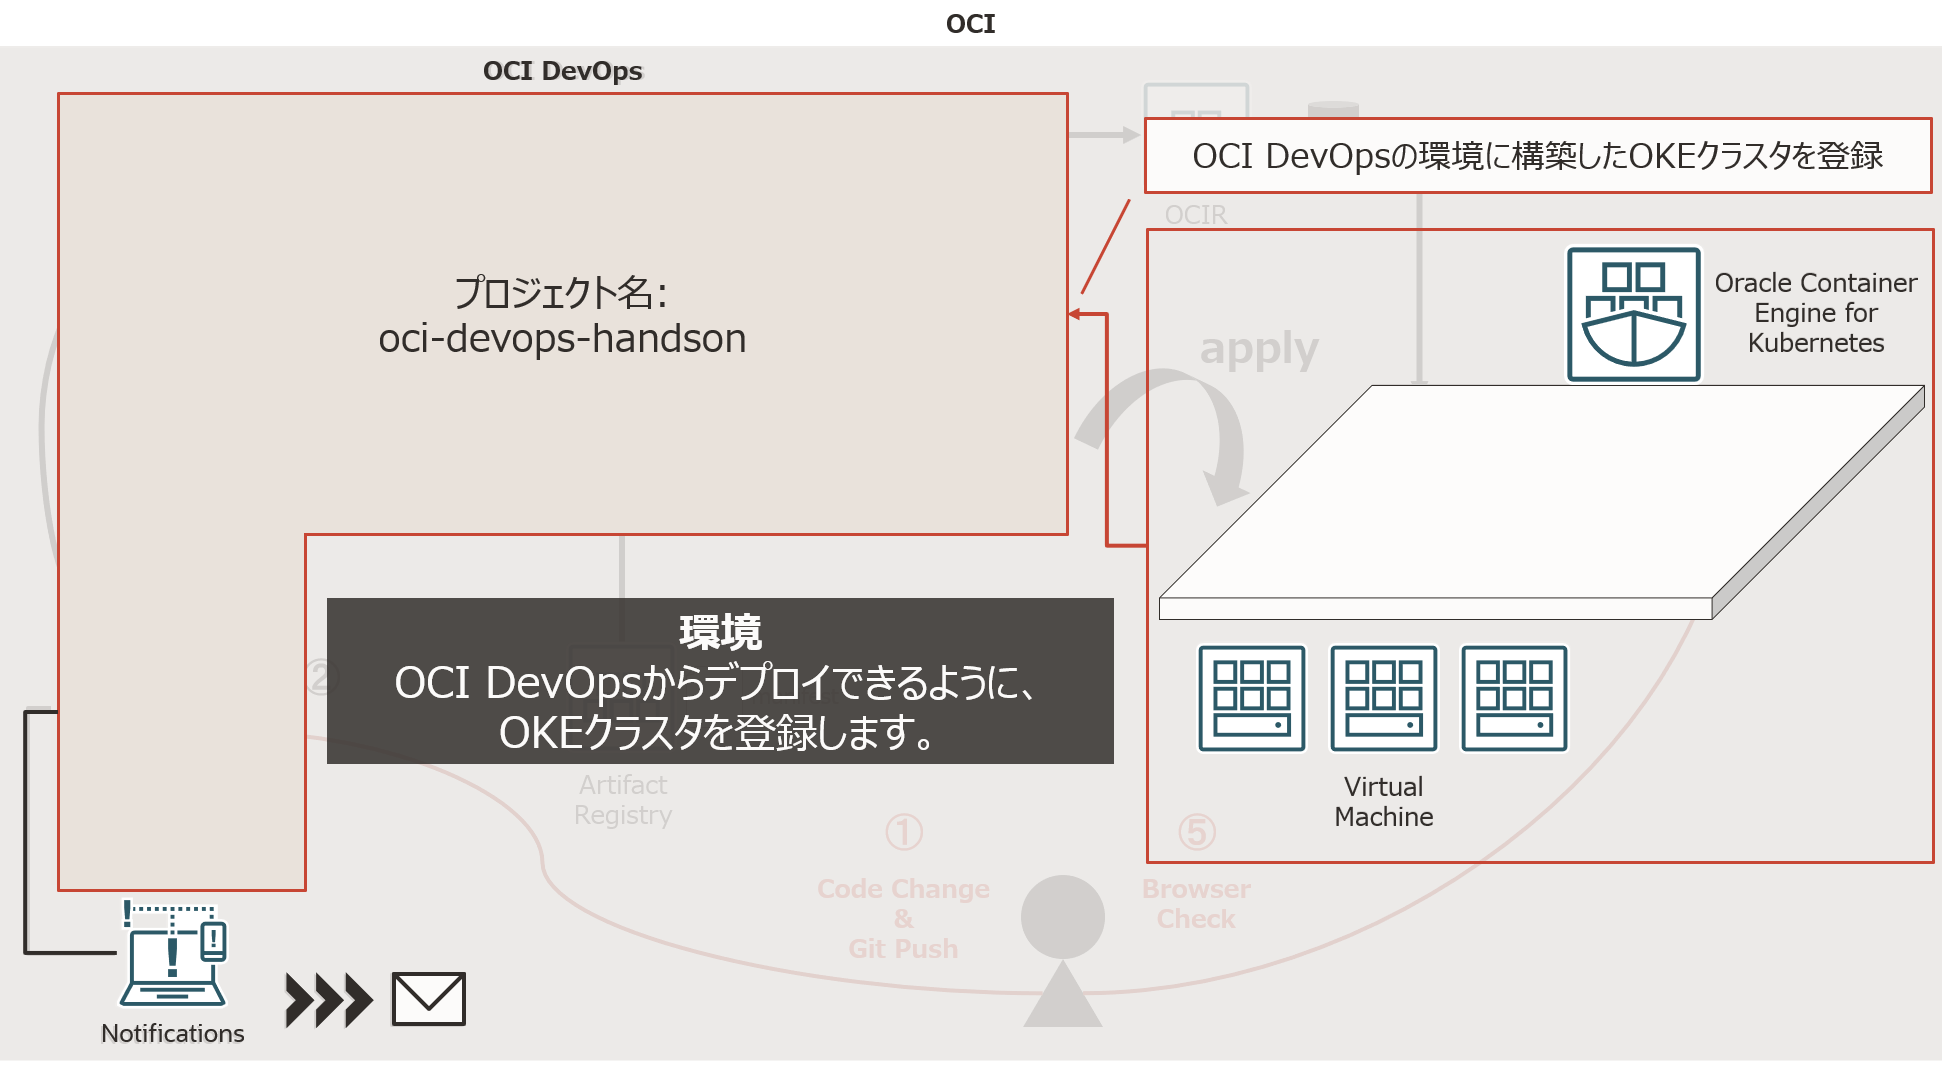 OCI
OCI DevOps
OCI DevOpsの環境に構築したOKEクラスタを登録
OCIR
プロジェクト名:
oci-devops-handson
Oracle Container
Engine for
Kubernetes
apply
環境
OCI DevOpsからデプロイできるように、
OKEクラスタを登録します。
②
Artifact
Registry
Virtual
Machine
①
Code Change
&
Git Push
⑤
Browser
Check
Notifications